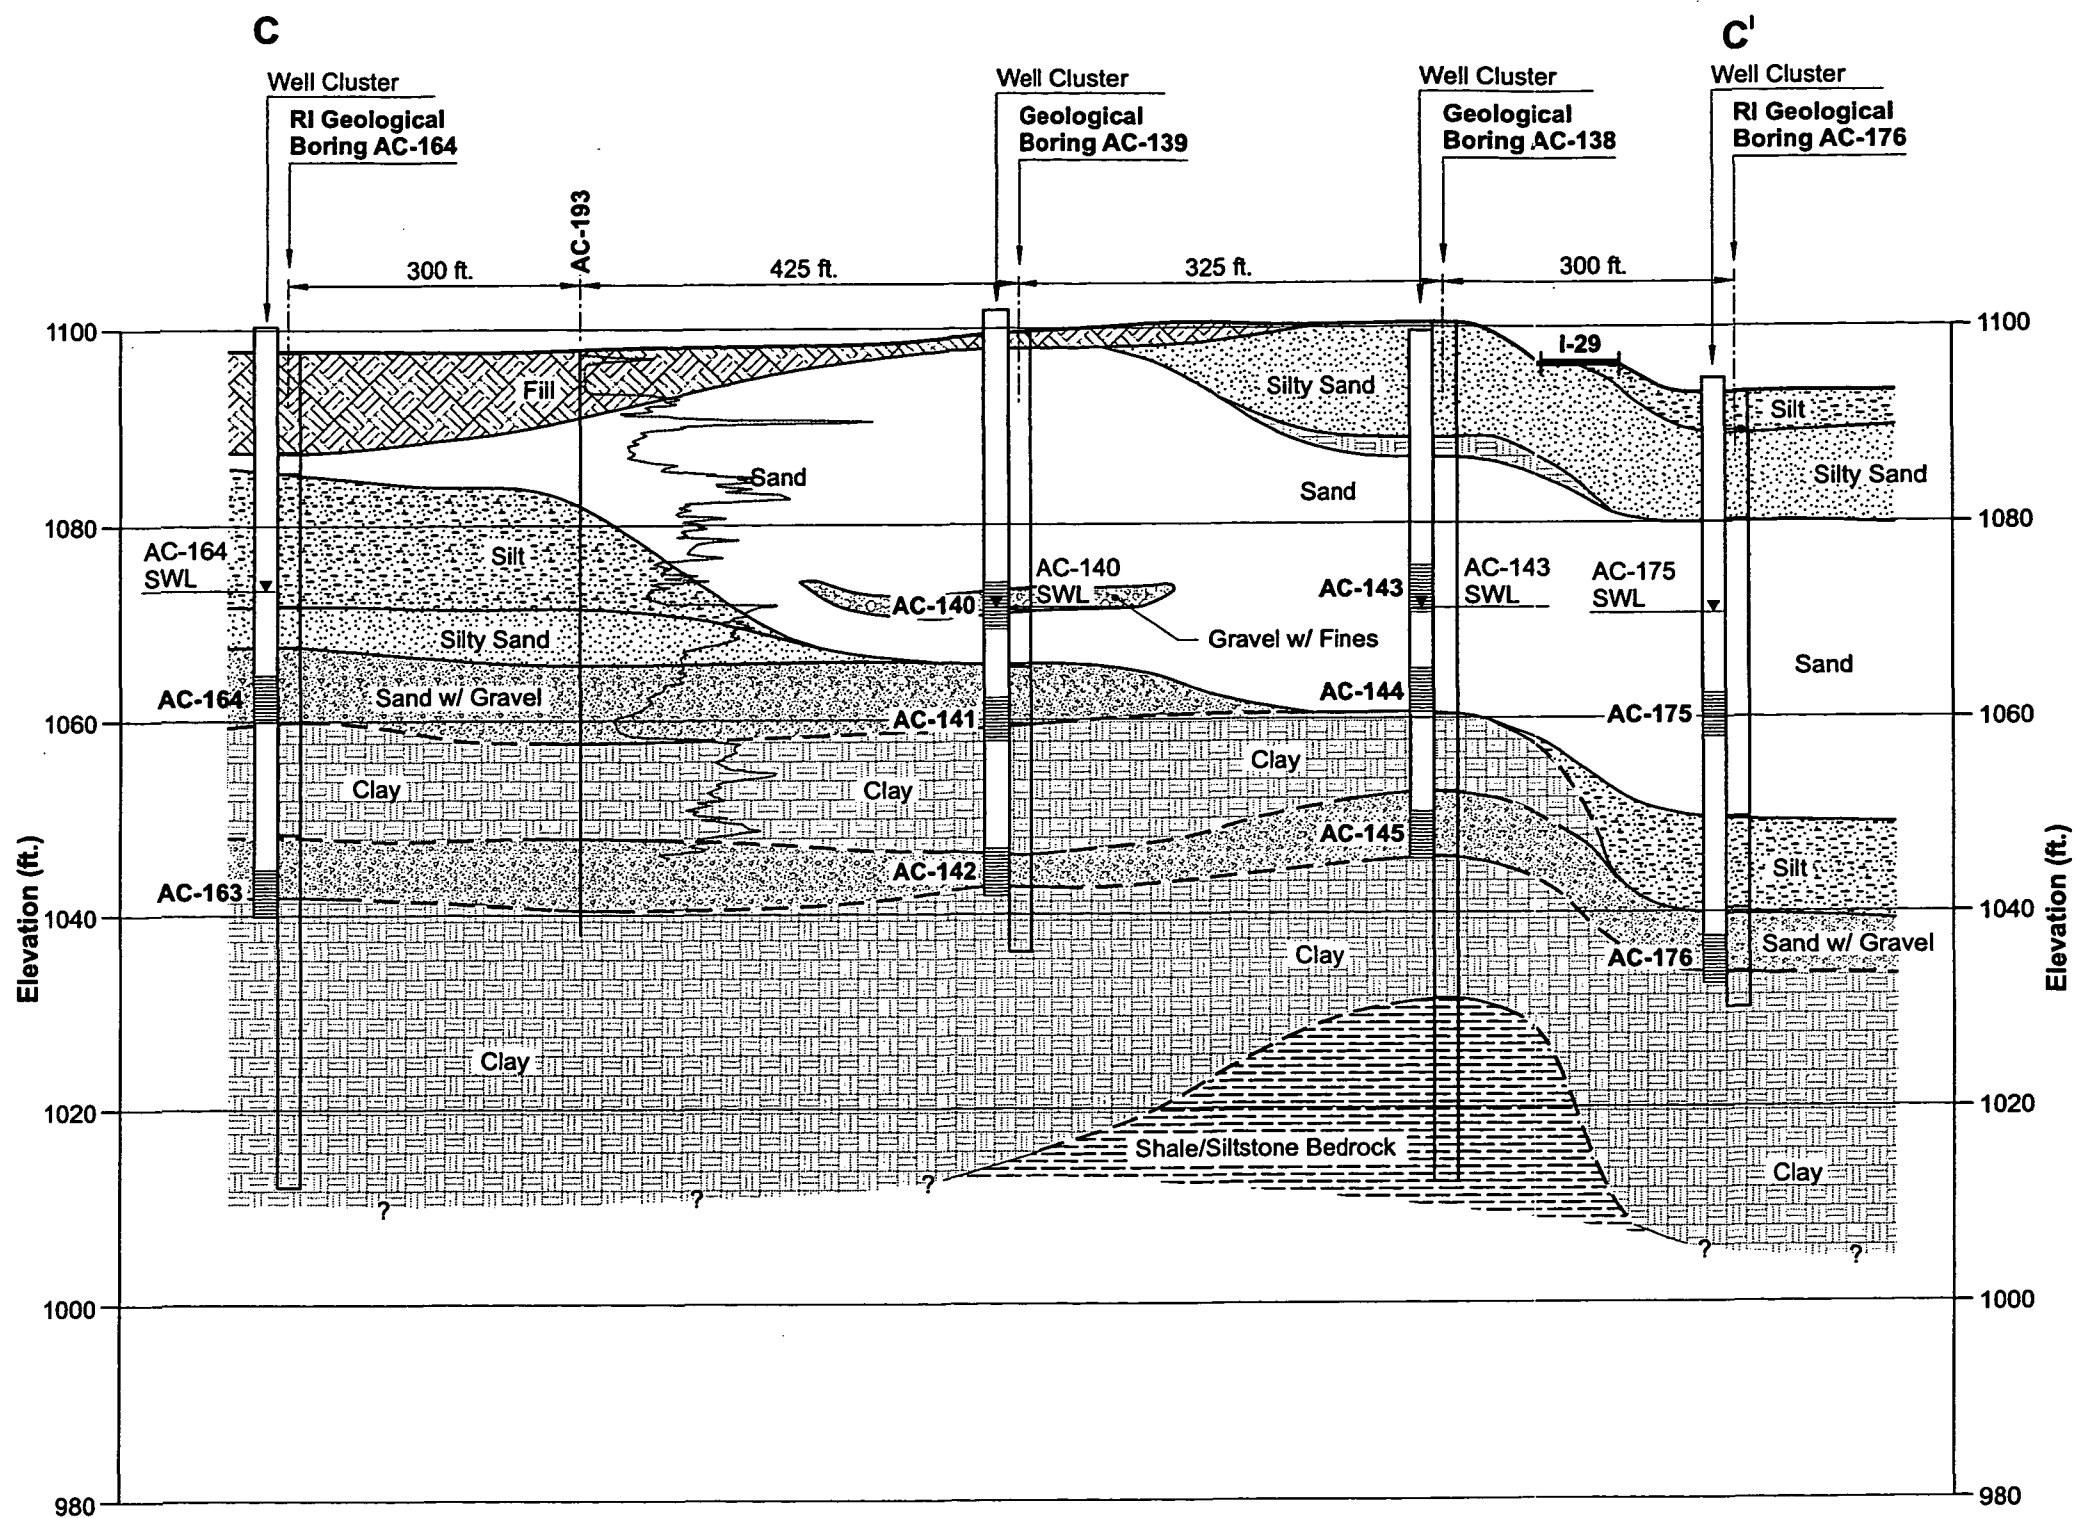 C
C'
Well Cluster
Well Cluster
Well Cluster
Well Cluster
RI Geological
Boring AC-164
Geological
Boring AC-139
Geological
Boring AC-138
RI Geological
Boring AC-176
AC-193
300 ft.
425 ft.
325 ft.
300 ft.
1100
1100
I-29
Fill
Silty Sand
Silt
Sand
Sand
Silty Sand
1080
1080
AC-164
SWL
Silt
AC-140
AC-140
SWL
AC-143
AC-143
SWL
AC-175
SWL
Silty Sand
Gravel w/ Fines
Sand
AC-164
Sand w/ Gravel
AC-141
AC-144
AC-175
1060
1060
Clay
Clay
Clay
AC-145
AC-163
AC-142
Silt
1040
1040
Clay
AC-176
Sand w/ Gravel
Elevation (ft.)
Elevation (ft.)
Clay
1020
1020
Shale/Siltstone Bedrock
Clay
?
?
?
?
?
1000
1000
980
980